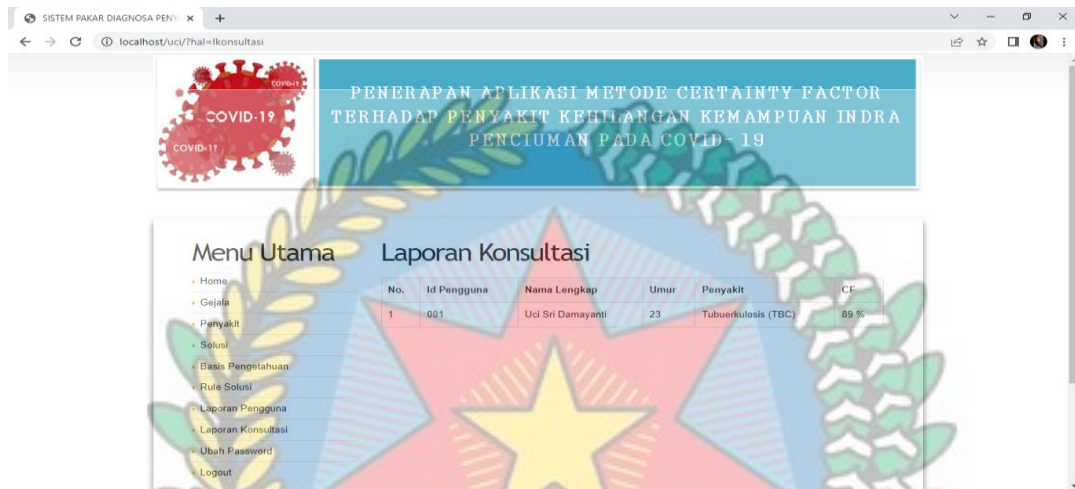 SISTEM PAKAR DIAGNOSA PENY
localhost/uci/?hal=lkonsultasi
COVID-19
COVID-19
COVID-19
PENERAPAN APLIKASI METODE CERTAINTY FACTOR
TERHADAP PENYAKIT KEHILANGAN KEMAMPUAN INDRA
PENCIUMAN PADA COVID-19
Menu Utama
Home
Gejala
Penyakit
Solusi
Basis Pengetahuan
Rule Solusi
Laporan Pengguna
Laporan Konsultasi
Ubah Password
Logout
Laporan Konsultasi
No. Id Pengguna Nama Lengkap Umur Penyakit CF
1 001 Uci Sri Damayanti 23 Tubuerkulosis (TBC) 89 %